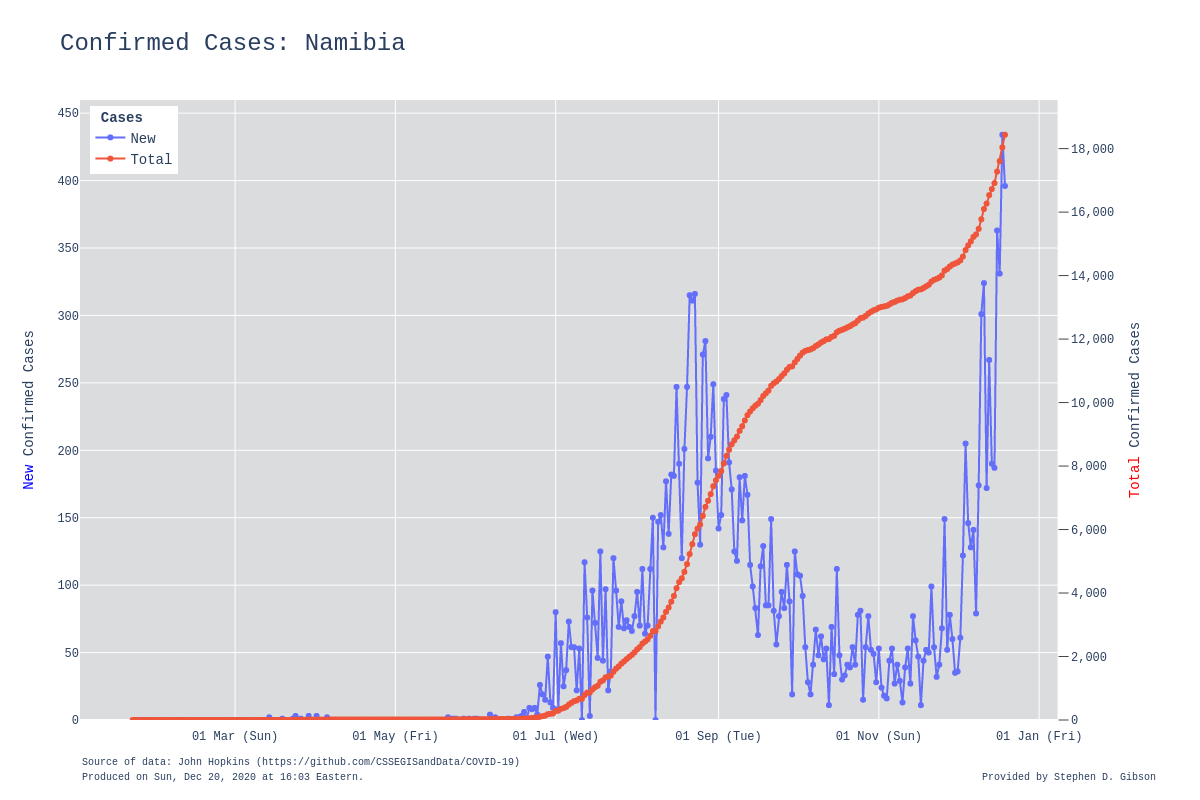 Confirmed Cases: Namibia
Cases
New
Total
450
400
350
300
250
200
150
100
50
0
18,000
16,000
14,000
12,000
10,000
8,000
6,000
4,000
2,000
0
New Confirmed Cases
Total Confirmed Cases
01 Mar (Sun)
01 May (Fri)
01 Jul (Wed)
01 Sep (Tue)
01 Nov (Sun)
01 Jan (Fri)
Source of data: John Hopkins (https://github.com/CSSEGISandData/COVID-19)
Produced on Sun, Dec 20, 2020 at 16:03 Eastern.
Provided by Stephen D. Gibson